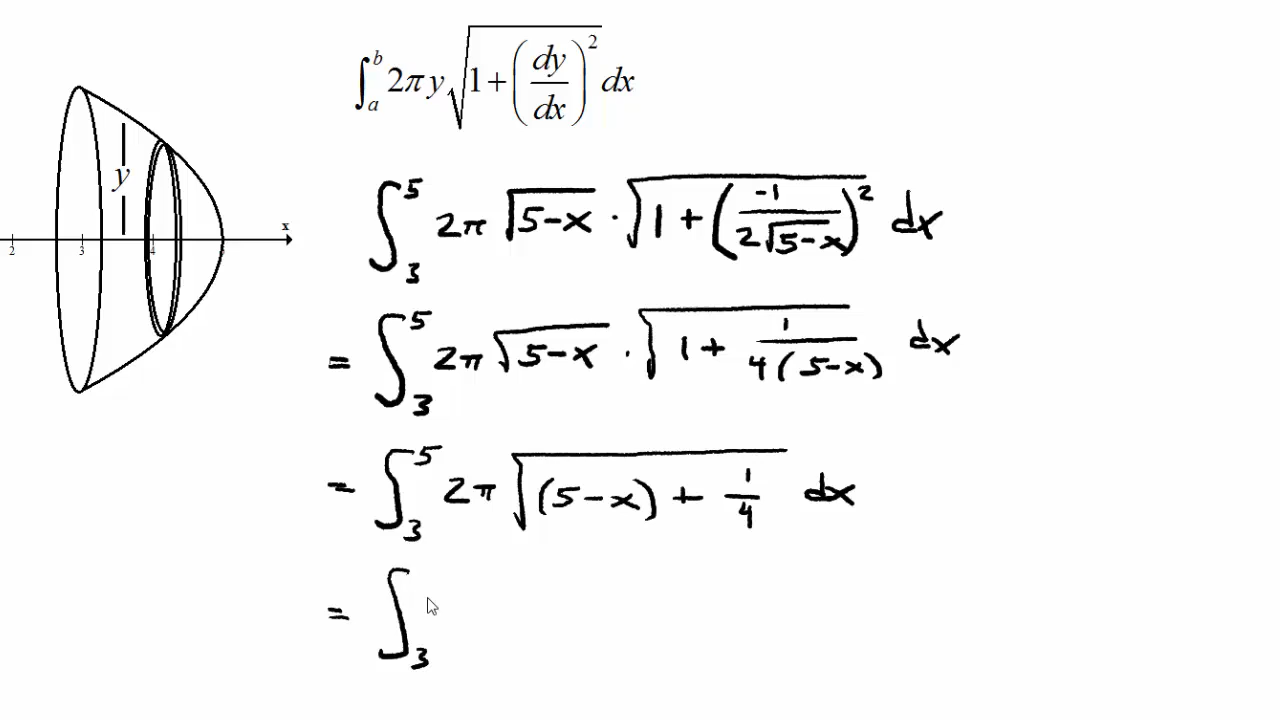 ∫_a^b 2πy√(1+(dy/dx)^2) dx
y
x
2 3 4
∫_3^5 2π √(5-x) · √(1+(-1/(2√(5-x)))^2) dx
= ∫_3^5 2π √(5-x) · √(1+ 1/(4(5-x))) dx
= ∫_3^5 2π √((5-x) + 1/4) dx
= ∫_3